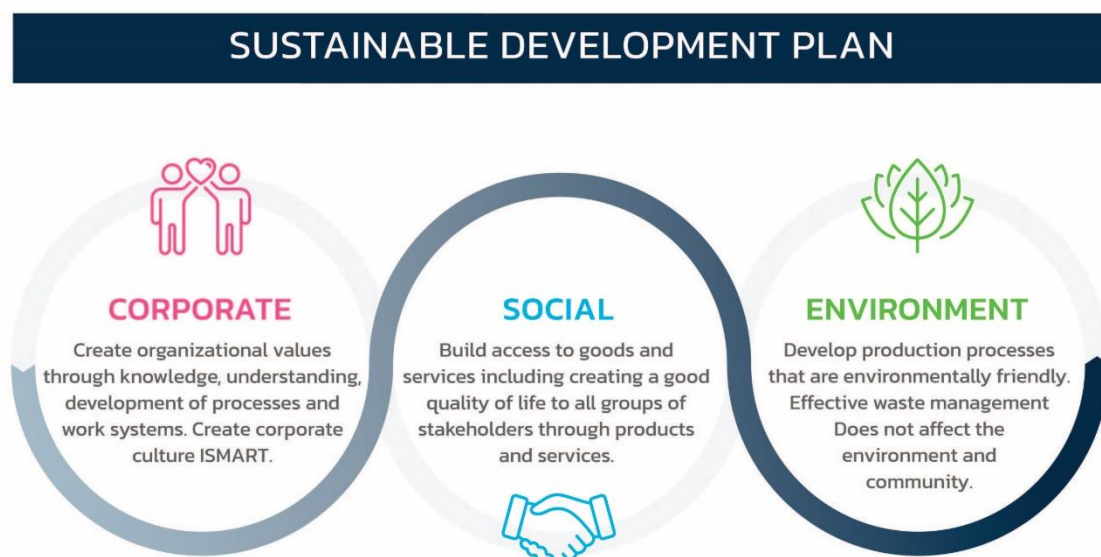 SUSTAINABLE DEVELOPMENT PLAN
CORPORATE
Create organizational values
through knowledge, understanding,
development of processes and
work systems. Create corporate
culture ISMART.
SOCIAL
Build access to goods and
services including creating a good
quality of life to all groups of
stakeholders through products
and services.
ENVIRONMENT
Develop production processes
that are environmentally friendly.
Effective waste management
Does not affect the
environment and
community.